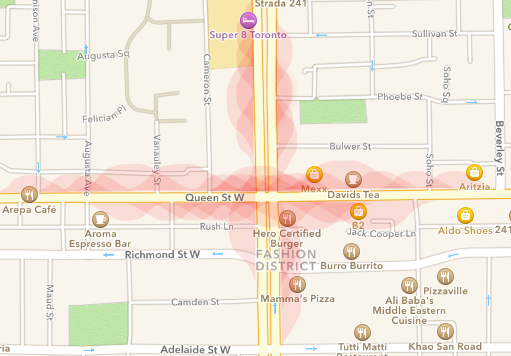 Strada 241
Super 8 Toronto
Sullivan St
Augusta Sq
Cameron St
Soho Sq
Phoebe St
Felician Pl
Beverley St
Vanauley St
Augusta Ave
Bulwer St
Soho St
Mexx
Davids Tea
Aritzia
Arepa Café
Queen St W
Aroma
Espresso Bar
Rush Ln
Hero Certified
Burger
B2
Jack Cooper Ln
Aldo Shoes
241
Richmond St W
FASHION
DISTRICT
Burro Burrito
Maud St
Camden St
Mamma's Pizza
Pizzaville
Ali Baba's
Middle Eastern
Cuisine
Tutti Matti
Khao San Road
Adelaide St W